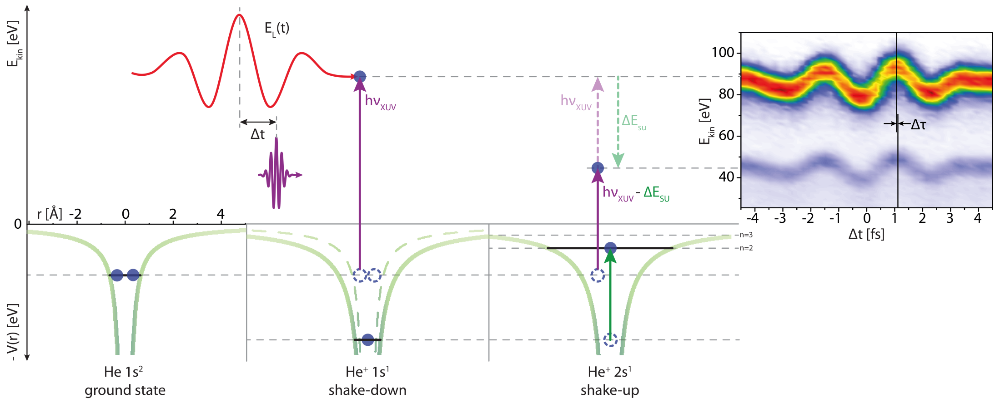 E_kin [eV]
E_L(t)
Δt
hν_XUV
hν_XUV
ΔE_su
hν_XUV - ΔE_SU
r [Å] -2 0 2 4
0
- V(r) [eV]
n=3
n=2
He 1s²
ground state
He⁺ 1s¹
shake-down
He⁺ 2s¹
shake-up
E_kin [eV]
100
80
60
40
Δτ
-4 -3 -2 -1 0 1 2 3 4
Δt [fs]